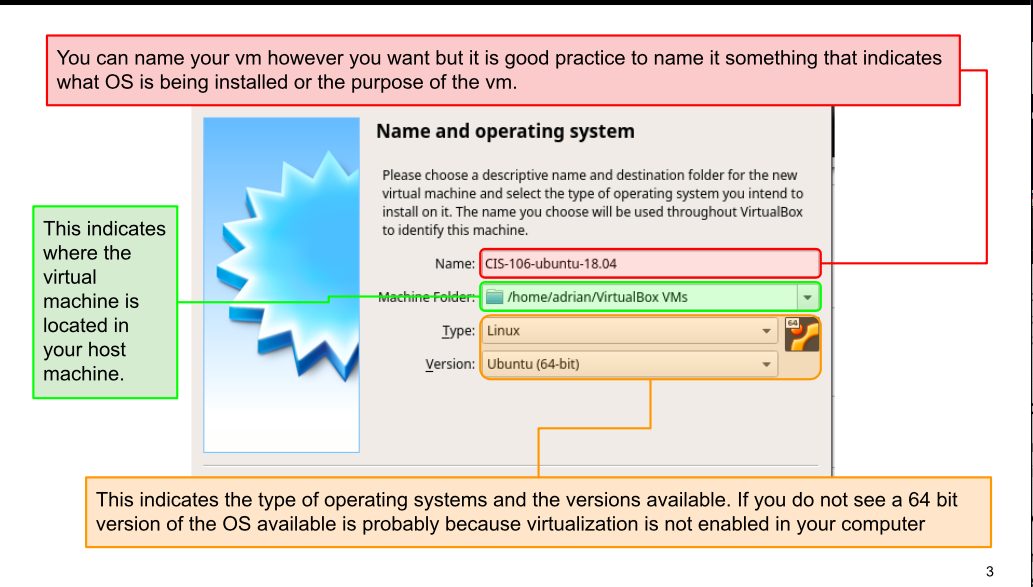 You can name your vm however you want but it is good practice to name it something that indicates
what OS is being installed or the purpose of the vm.
Name and operating system
Please choose a descriptive name and destination folder for the new
virtual machine and select the type of operating system you intend to
install on it. The name you choose will be used throughout VirtualBox
to identify this machine.
This indicates
where the
virtual
machine is
located in
your host
machine.
Name: CIS-106-ubuntu-18.04
Machine Folder: /home/adrian/VirtualBox VMs
Type: Linux
64
Version: Ubuntu (64-bit)
This indicates the type of operating systems and the versions available. If you do not see a 64 bit
version of the OS available is probably because virtualization is not enabled in your computer
3